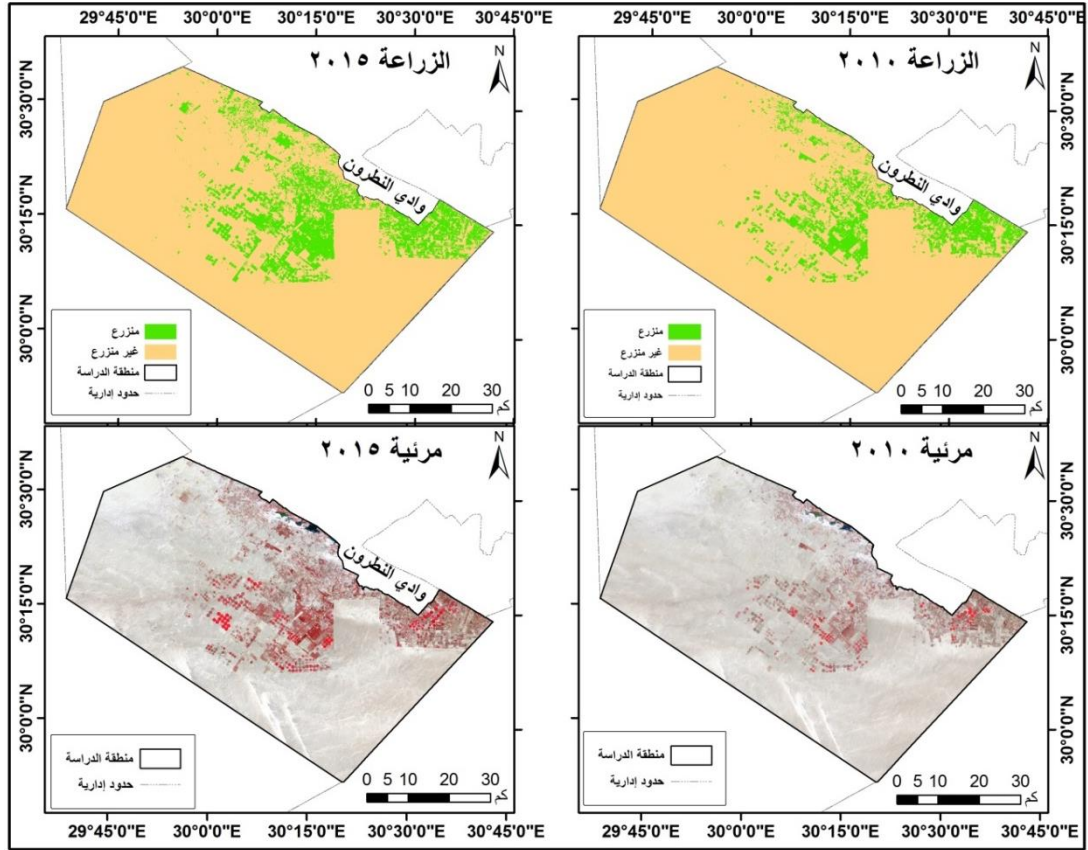 29°45'0"E 30°0'0"E 30°15'0"E 30°30'0"E 30°45'0"E
29°45'0"E 30°0'0"E 30°15'0"E 30°30'0"E 30°45'0"E
الزراعة ٢٠١٠
N
30°30'0"N
30°15'0"N
30°0'0"N
وادي النطرون
منزرع
غير منزرع
منطقة الدراسة
حدود إدارية
0 5 10 20 30
كم
الزراعة ٢٠١٥
N
30°30'0"N
30°15'0"N
30°0'0"N
وادي النطرون
منزرع
غير منزرع
منطقة الدراسة
حدود إدارية
0 5 10 20 30
كم
مرئية ٢٠١٠
N
30°30'0"N
30°15'0"N
30°0'0"N
منطقة الدراسة
حدود إدارية
0 5 10 20 30
كم
مرئية ٢٠١٥
N
30°30'0"N
30°15'0"N
30°0'0"N
وادي النطرون
منطقة الدراسة
حدود إدارية
0 5 10 20 30
كم
29°45'0"E 30°0'0"E 30°15'0"E 30°30'0"E 30°45'0"E
29°45'0"E 30°0'0"E 30°15'0"E 30°30'0"E 30°45'0"E